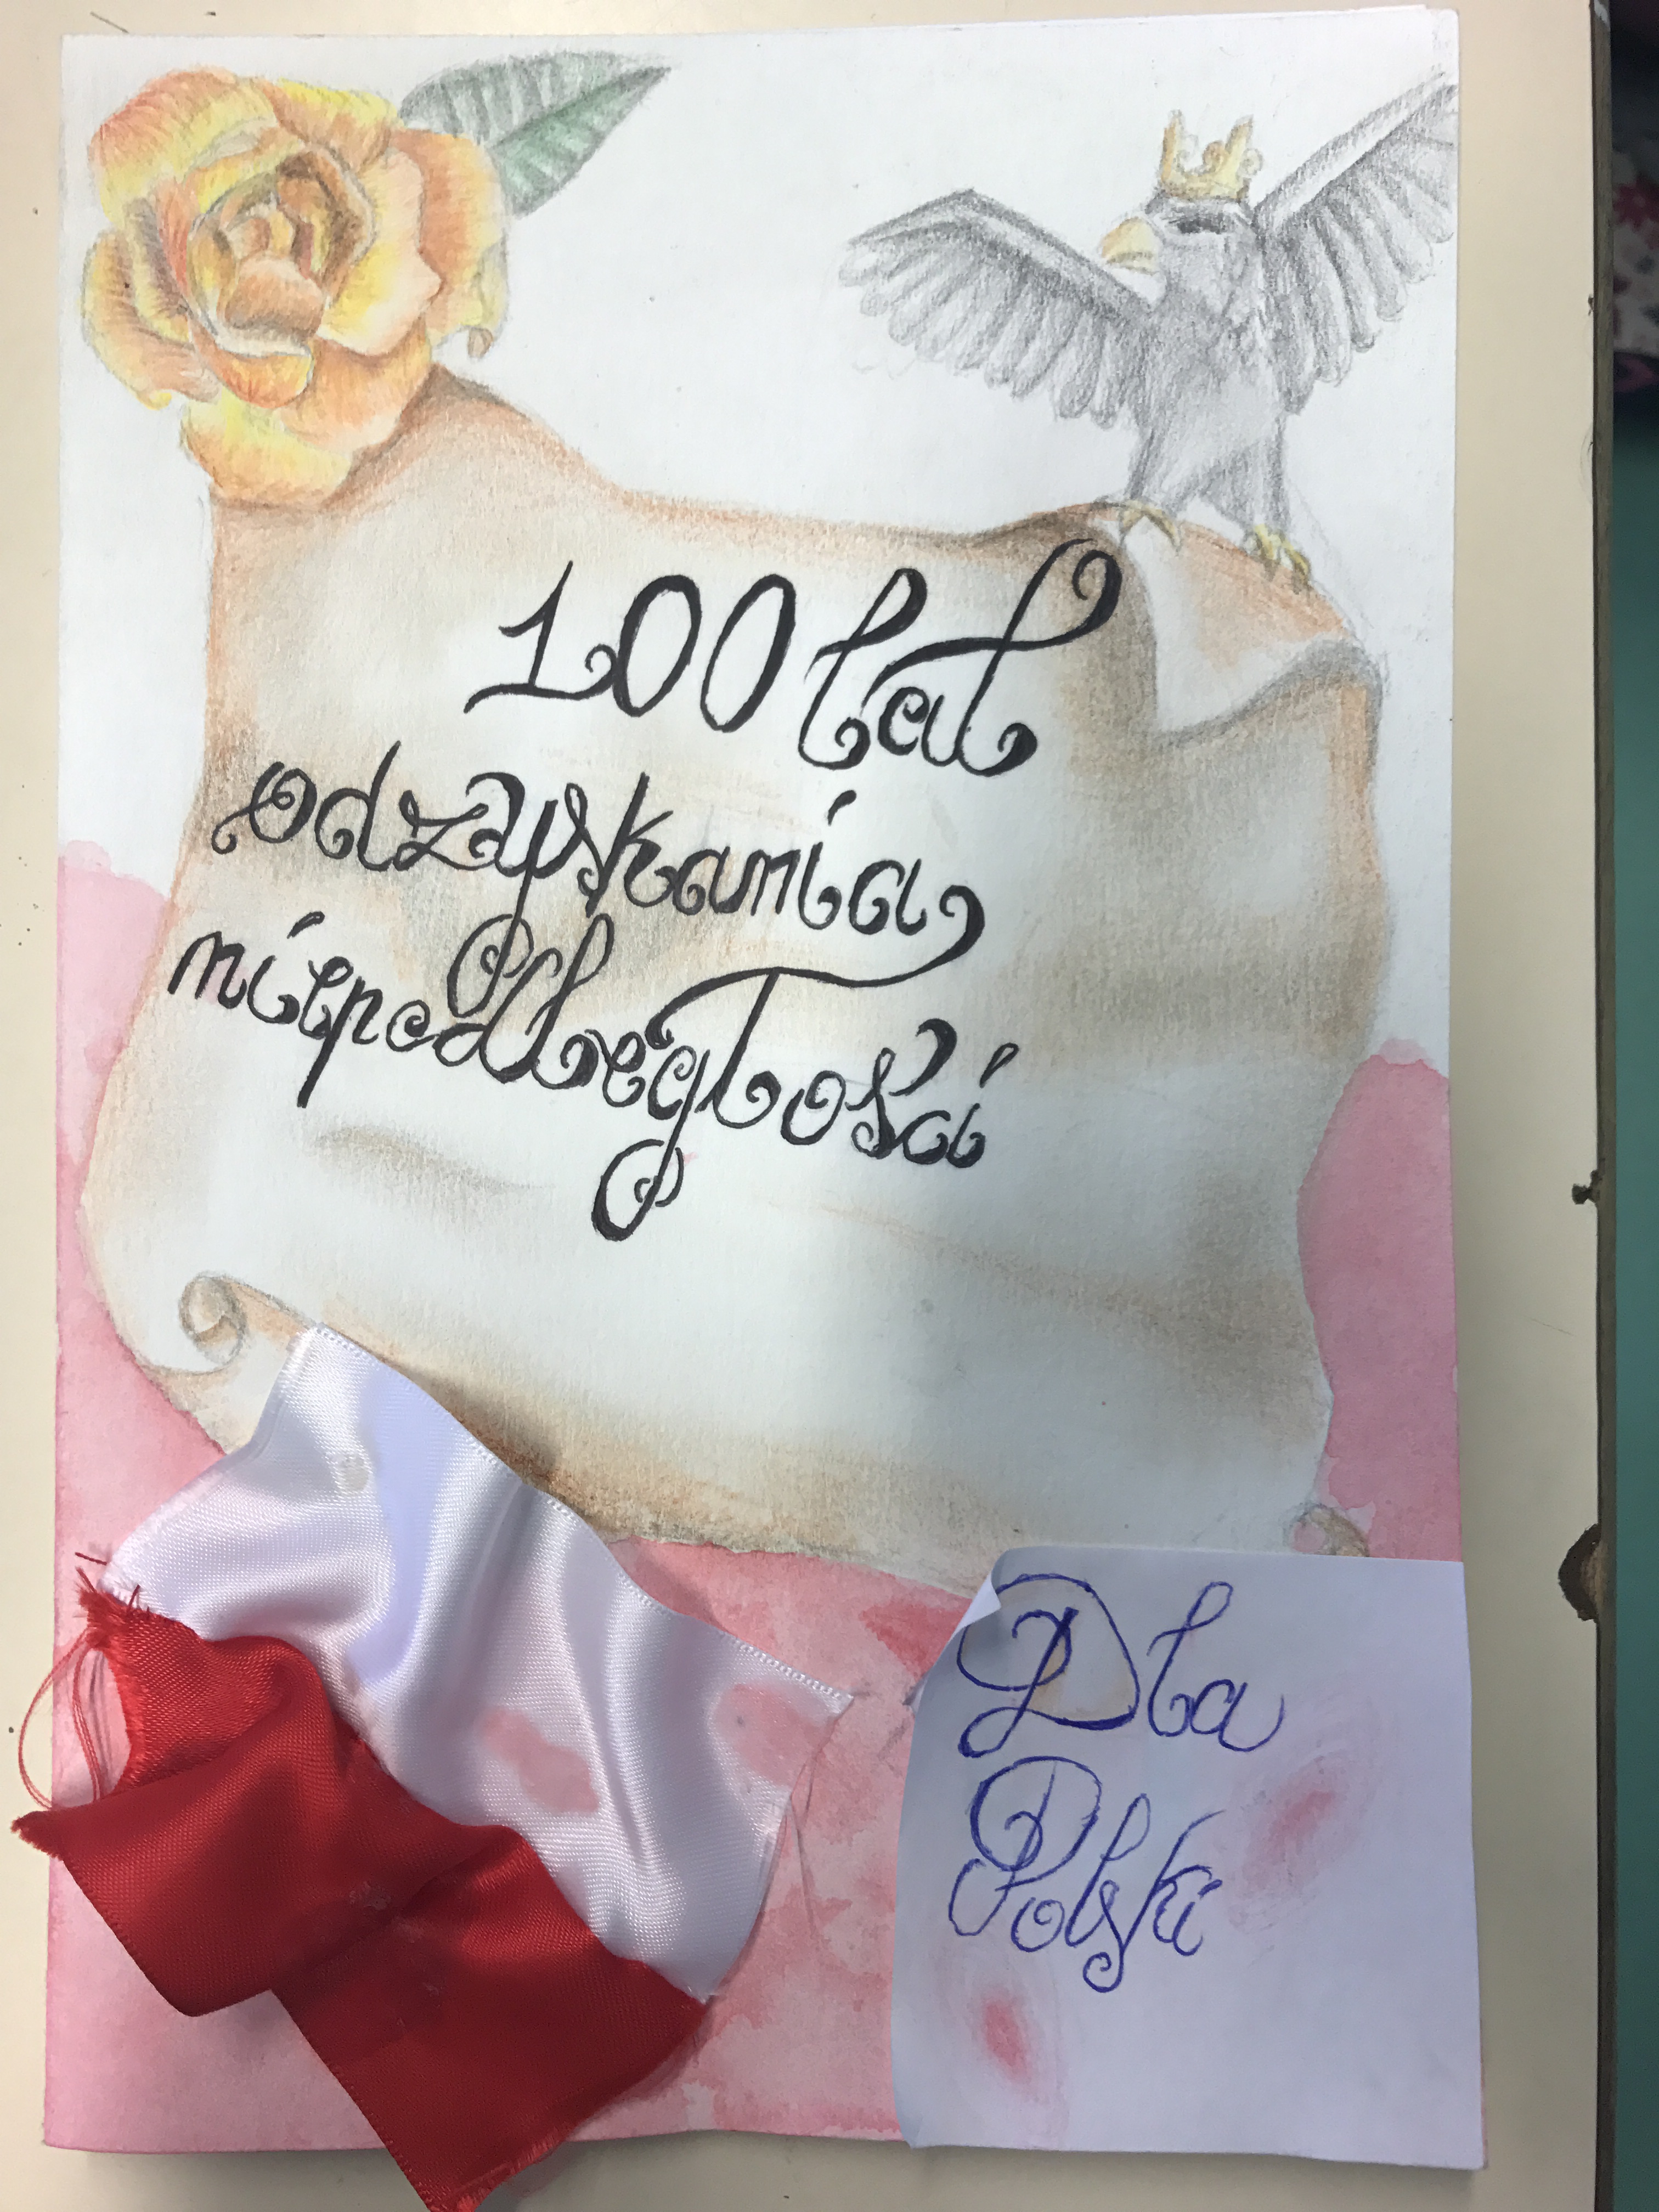 100 lat
odzyskania
niepodległości
Dla
Polski